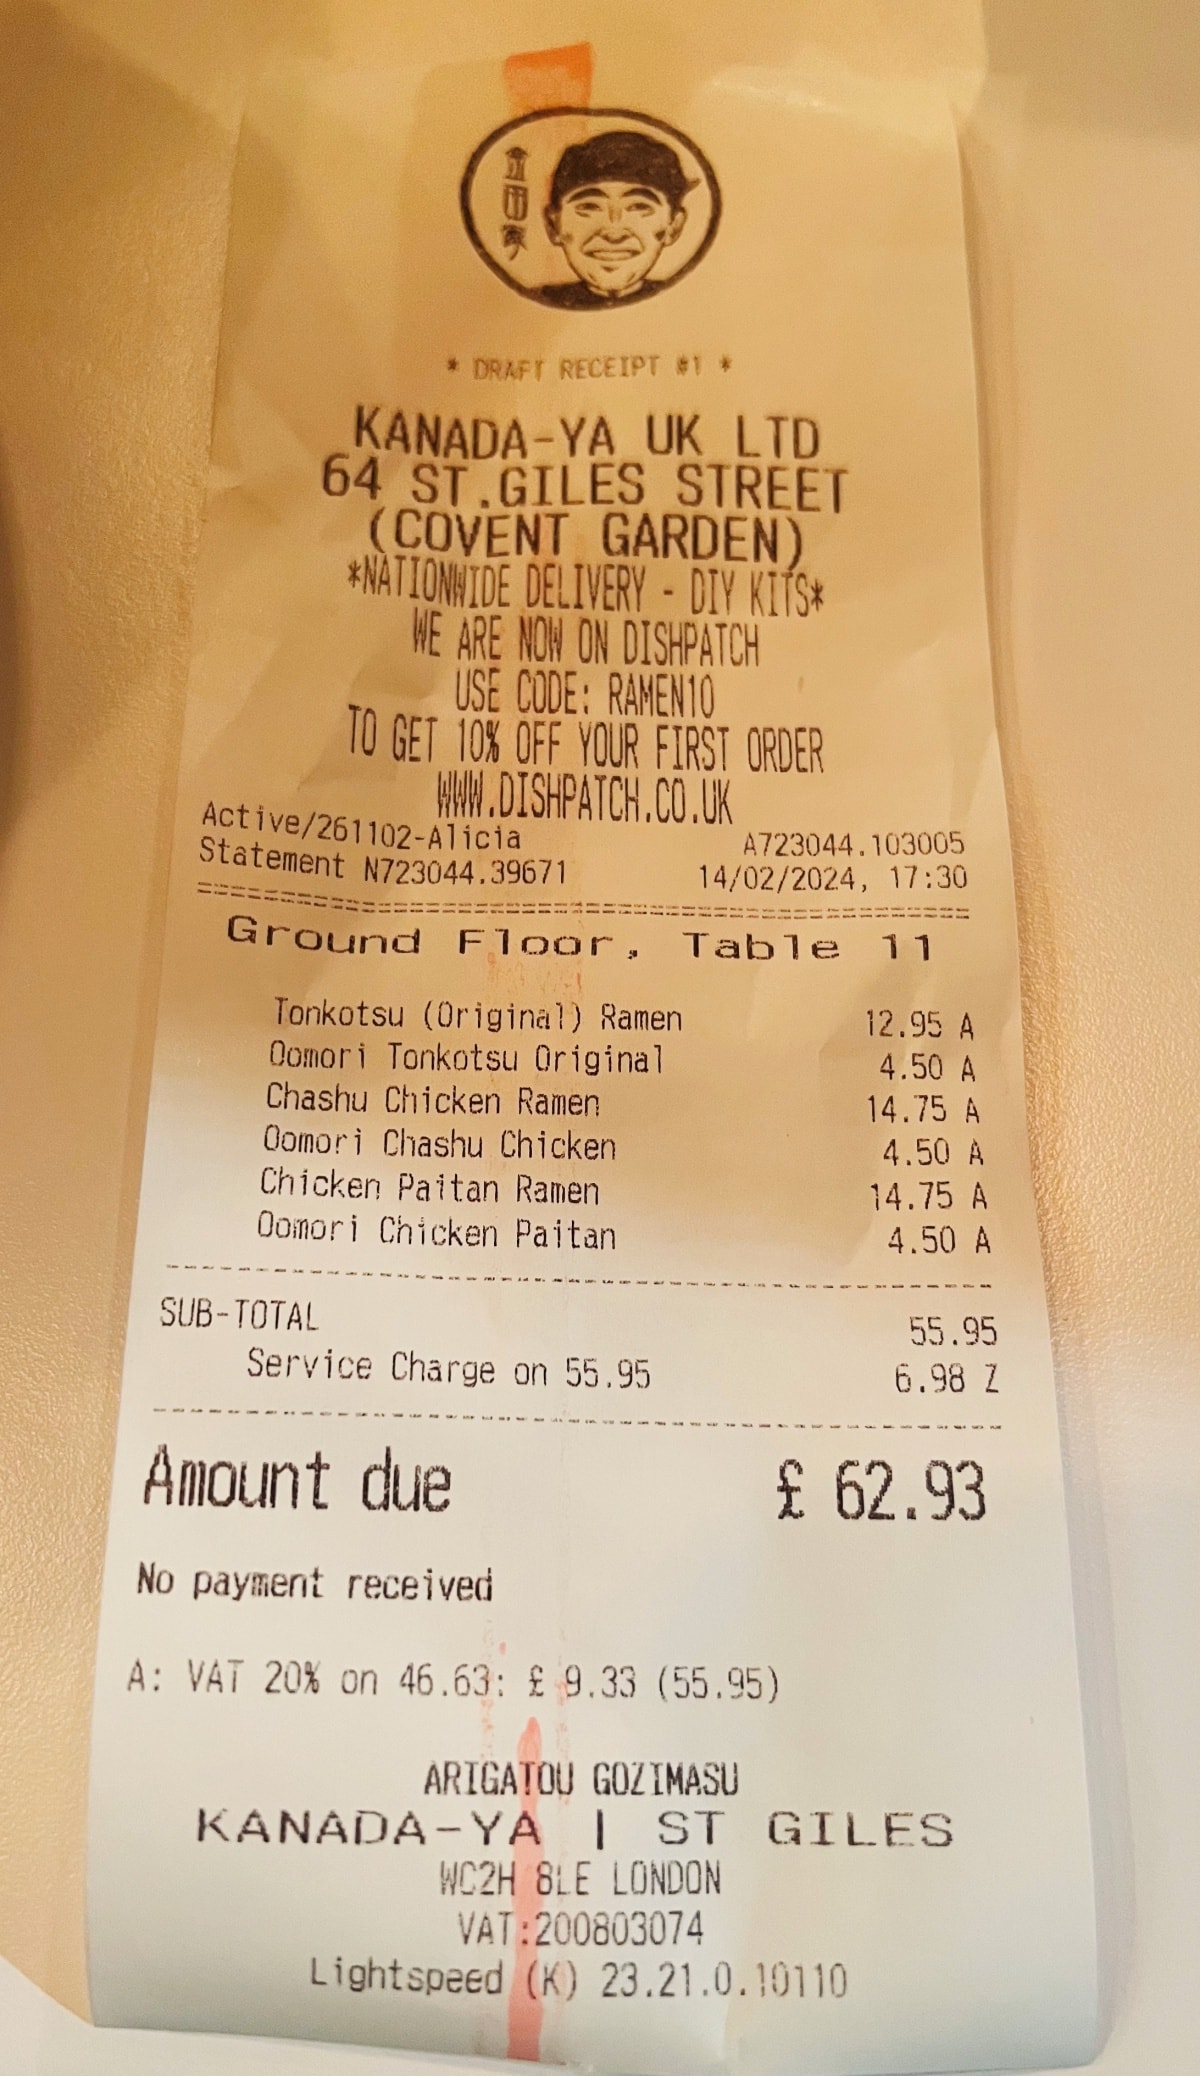 金田家
* DRAFT RECEIPT #1 *
KANADA-YA UK LTD
64 ST.GILES STREET
(COVENT GARDEN)
*NATIONWIDE DELIVERY - DIY KITS*
WE ARE NOW ON DISHPATCH
USE CODE: RAMEN10
TO GET 10% OFF YOUR FIRST ORDER
WWW.DISHPATCH.CO.UK
Active/261102-Alicia A723044.103005
Statement N723044.39671 14/02/2024, 17:30
Ground Floor, Table 11
Tonkotsu (Original) Ramen 12.95 A
Oomori Tonkotsu Original 4.50 A
Chashu Chicken Ramen 14.75 A
Oomori Chashu Chicken 4.50 A
Chicken Paitan Ramen 14.75 A
Oomori Chicken Paitan 4.50 A
SUB-TOTAL 55.95
Service Charge on 55.95 6.98 Z
Amount due £ 62.93
No payment received
A: VAT 20% on 46.63: £ 9.33 (55.95)
ARIGATOU GOZIMASU
KANADA-YA | ST GILES
WC2H 8LE LONDON
VAT:200803074
Lightspeed (K) 23.21.0.10110